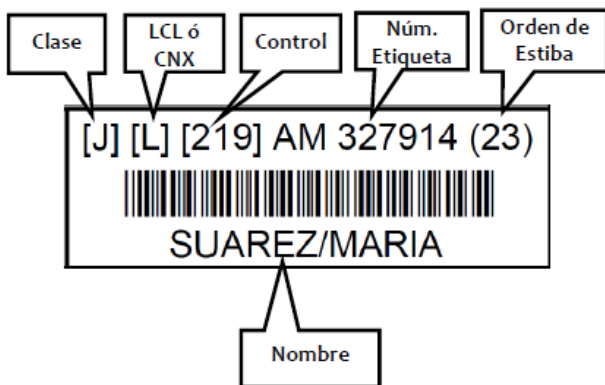 Clase
LCL ó
CNX
Control
Núm.
Etiqueta
Orden de
Estiba
[J] [L] [219] AM 327914 (23)
SUAREZ/MARIA
Nombre